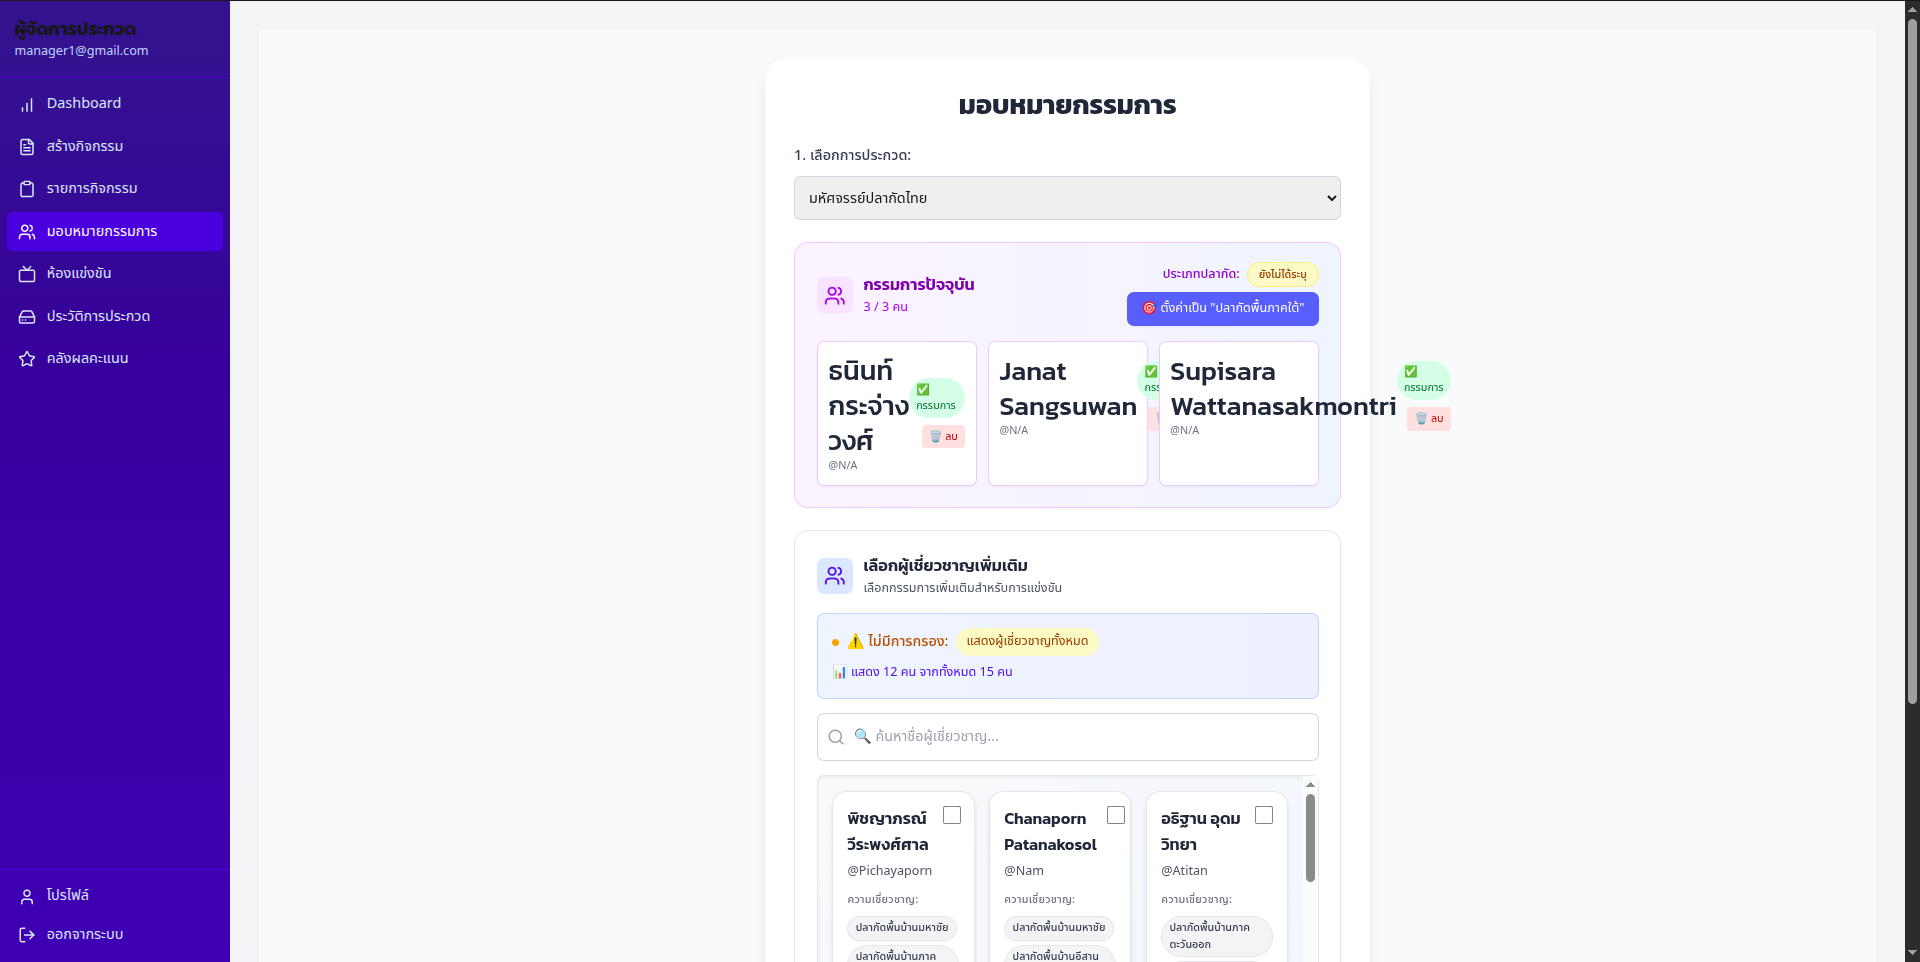 ผู้จัดการประกวด
manager1@gmail.com
Dashboard
สร้างกิจกรรม
รายการกิจกรรม
มอบหมายกรรมการ
ห้องแข่งขัน
ประวัติการประกวด
คลังผลคะแนน
โปรไฟล์
ออกจากระบบ
มอบหมายกรรมการ
1. เลือกการประกวด:
มหัศจรรย์ปลากัดไทย
กรรมการปัจจุบัน
3 / 3 คน
ประเภทปลากัด: ยังไม่ได้ระบุ
🎯 ตั้งค่าเป็น "ปลากัดพื้นภาคใต้"
ธนินท์
กระจ่าง
วงศ์
@N/A
✅
กรรมการ
🗑️ ลบ
Janat
Sangsuwan
@N/A
✅
กรร
Supisara
Wattanasakmontri
@N/A
✅
กรรมการ
🗑️ ลบ
เลือกผู้เชี่ยวชาญเพิ่มเติม
เลือกกรรมการเพิ่มเติมสำหรับการแข่งขัน
⚠️ ไม่มีการกรอง: แสดงผู้เชี่ยวชาญทั้งหมด
📊 แสดง 12 คน จากทั้งหมด 15 คน
🔍 ค้นหาชื่อผู้เชี่ยวชาญ...
พิชญาภรณ์
วีระพงศ์ศาล
@Pichayaporn
ความเชี่ยวชาญ:
ปลากัดพื้นบ้านมหาชัย
ปลากัดพื้นบ้านภาค
Chanaporn
Patanakosol
@Nam
ความเชี่ยวชาญ:
ปลากัดพื้นบ้านมหาชัย
ปลากัดพื้นบ้านอีสาน
อธิฐาน อุดม
วิทยา
@Atitan
ความเชี่ยวชาญ:
ปลากัดพื้นบ้านภาค
ตะวันออก